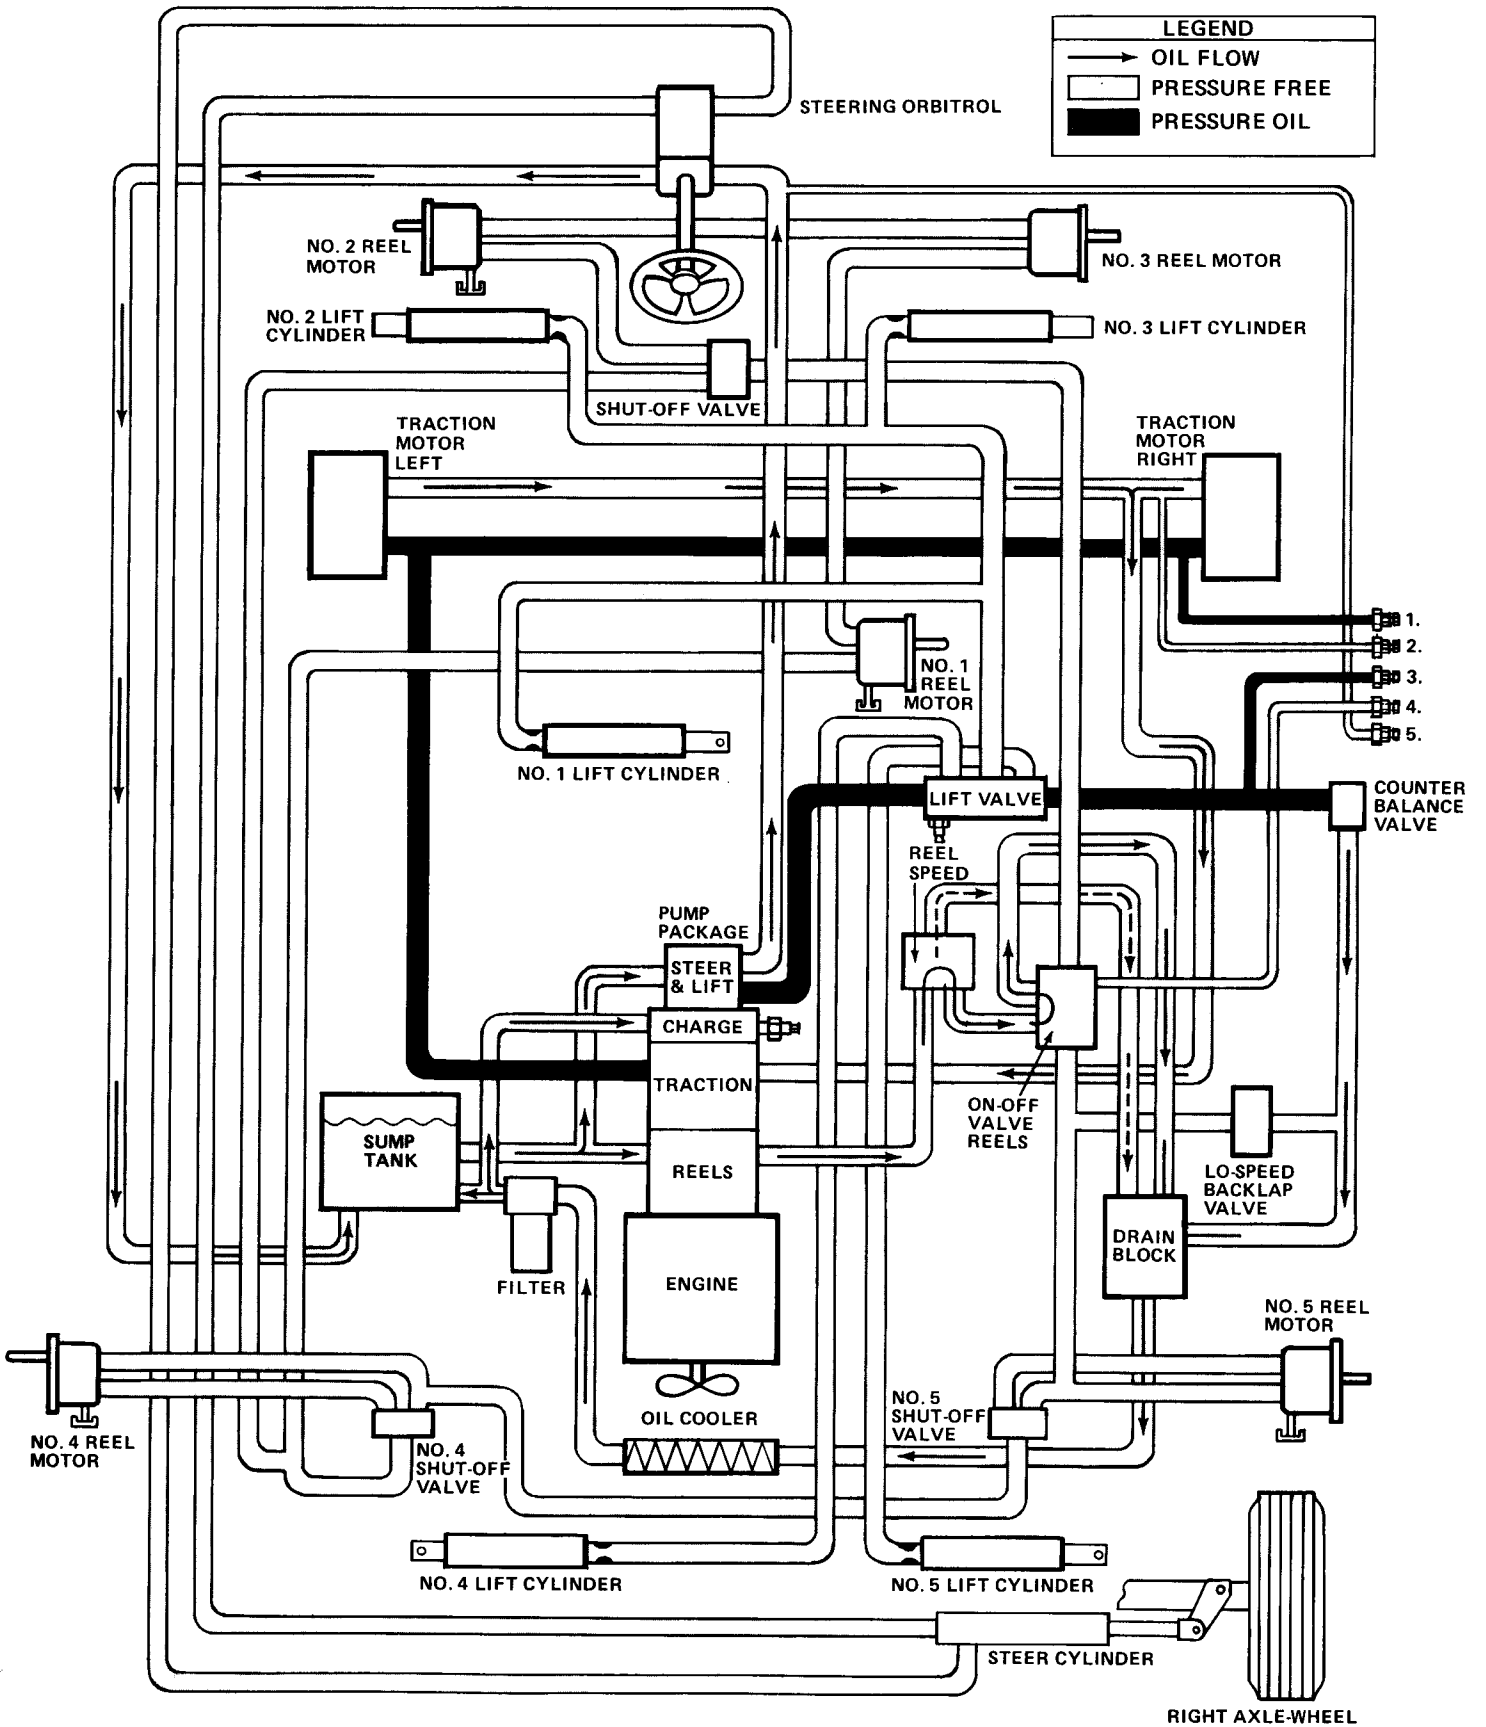 LEGEND
OIL FLOW
PRESSURE FREE
PRESSURE OIL
STEERING ORBITROL
NO. 2 REEL
MOTOR
NO. 3 REEL MOTOR
NO. 2 LIFT
CYLINDER
NO. 3 LIFT CYLINDER
SHUT-OFF VALVE
TRACTION
MOTOR
LEFT
TRACTION
MOTOR
RIGHT
1.
2.
3.
4.
5.
NO. 1
REEL
MOTOR
NO. 1 LIFT CYLINDER
LIFT VALVE
COUNTER
BALANCE
VALVE
REEL
SPEED
PUMP
PACKAGE
STEER
& LIFT
CHARGE
TRACTION
REELS
ON-OFF
VALVE
REELS
SUMP
TANK
LO-SPEED
BACKLAP
VALVE
DRAIN
BLOCK
FILTER
ENGINE
NO. 5 REEL
MOTOR
OIL COOLER
NO. 5
SHUT-OFF
VALVE
NO. 4 REEL
MOTOR
NO. 4
SHUT-OFF
VALVE
NO. 4 LIFT CYLINDER
NO. 5 LIFT CYLINDER
STEER CYLINDER
RIGHT AXLE-WHEEL